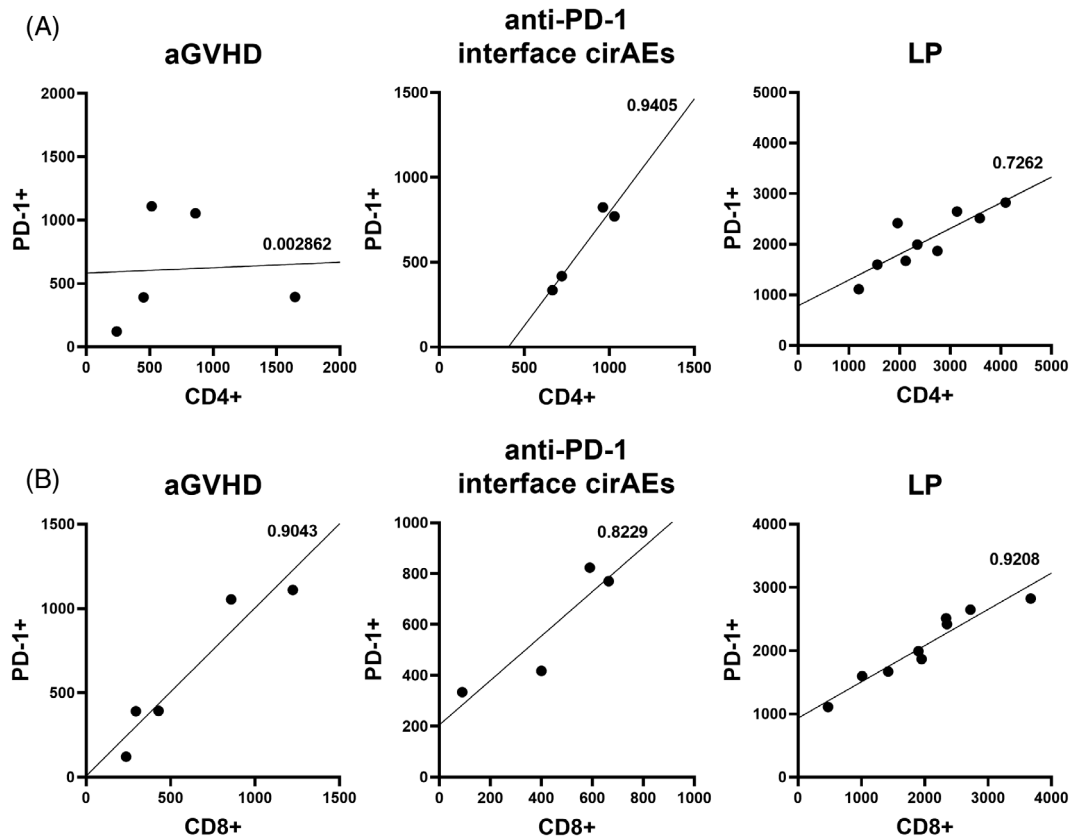 (A)
aGVHD
2000
1500
1000
500
0
PD-1+
0.002862
0 500 1000 1500 2000
CD4+
anti-PD-1
interface cirAEs
1500
1000
500
0
PD-1+
0.9405
500 1000 1500
CD4+
LP
5000
4000
3000
2000
1000
0
PD-1+
0.7262
0 1000 2000 3000 4000 5000
CD4+
(B)
aGVHD
1500
1000
500
0
PD-1+
0.9043
0 500 1000 1500
CD8+
anti-PD-1
interface cirAEs
1000
800
600
400
200
0
PD-1+
0.8229
0 200 400 600 800 1000
CD8+
LP
4000
3000
2000
1000
0
PD-1+
0.9208
0 1000 2000 3000 4000
CD8+